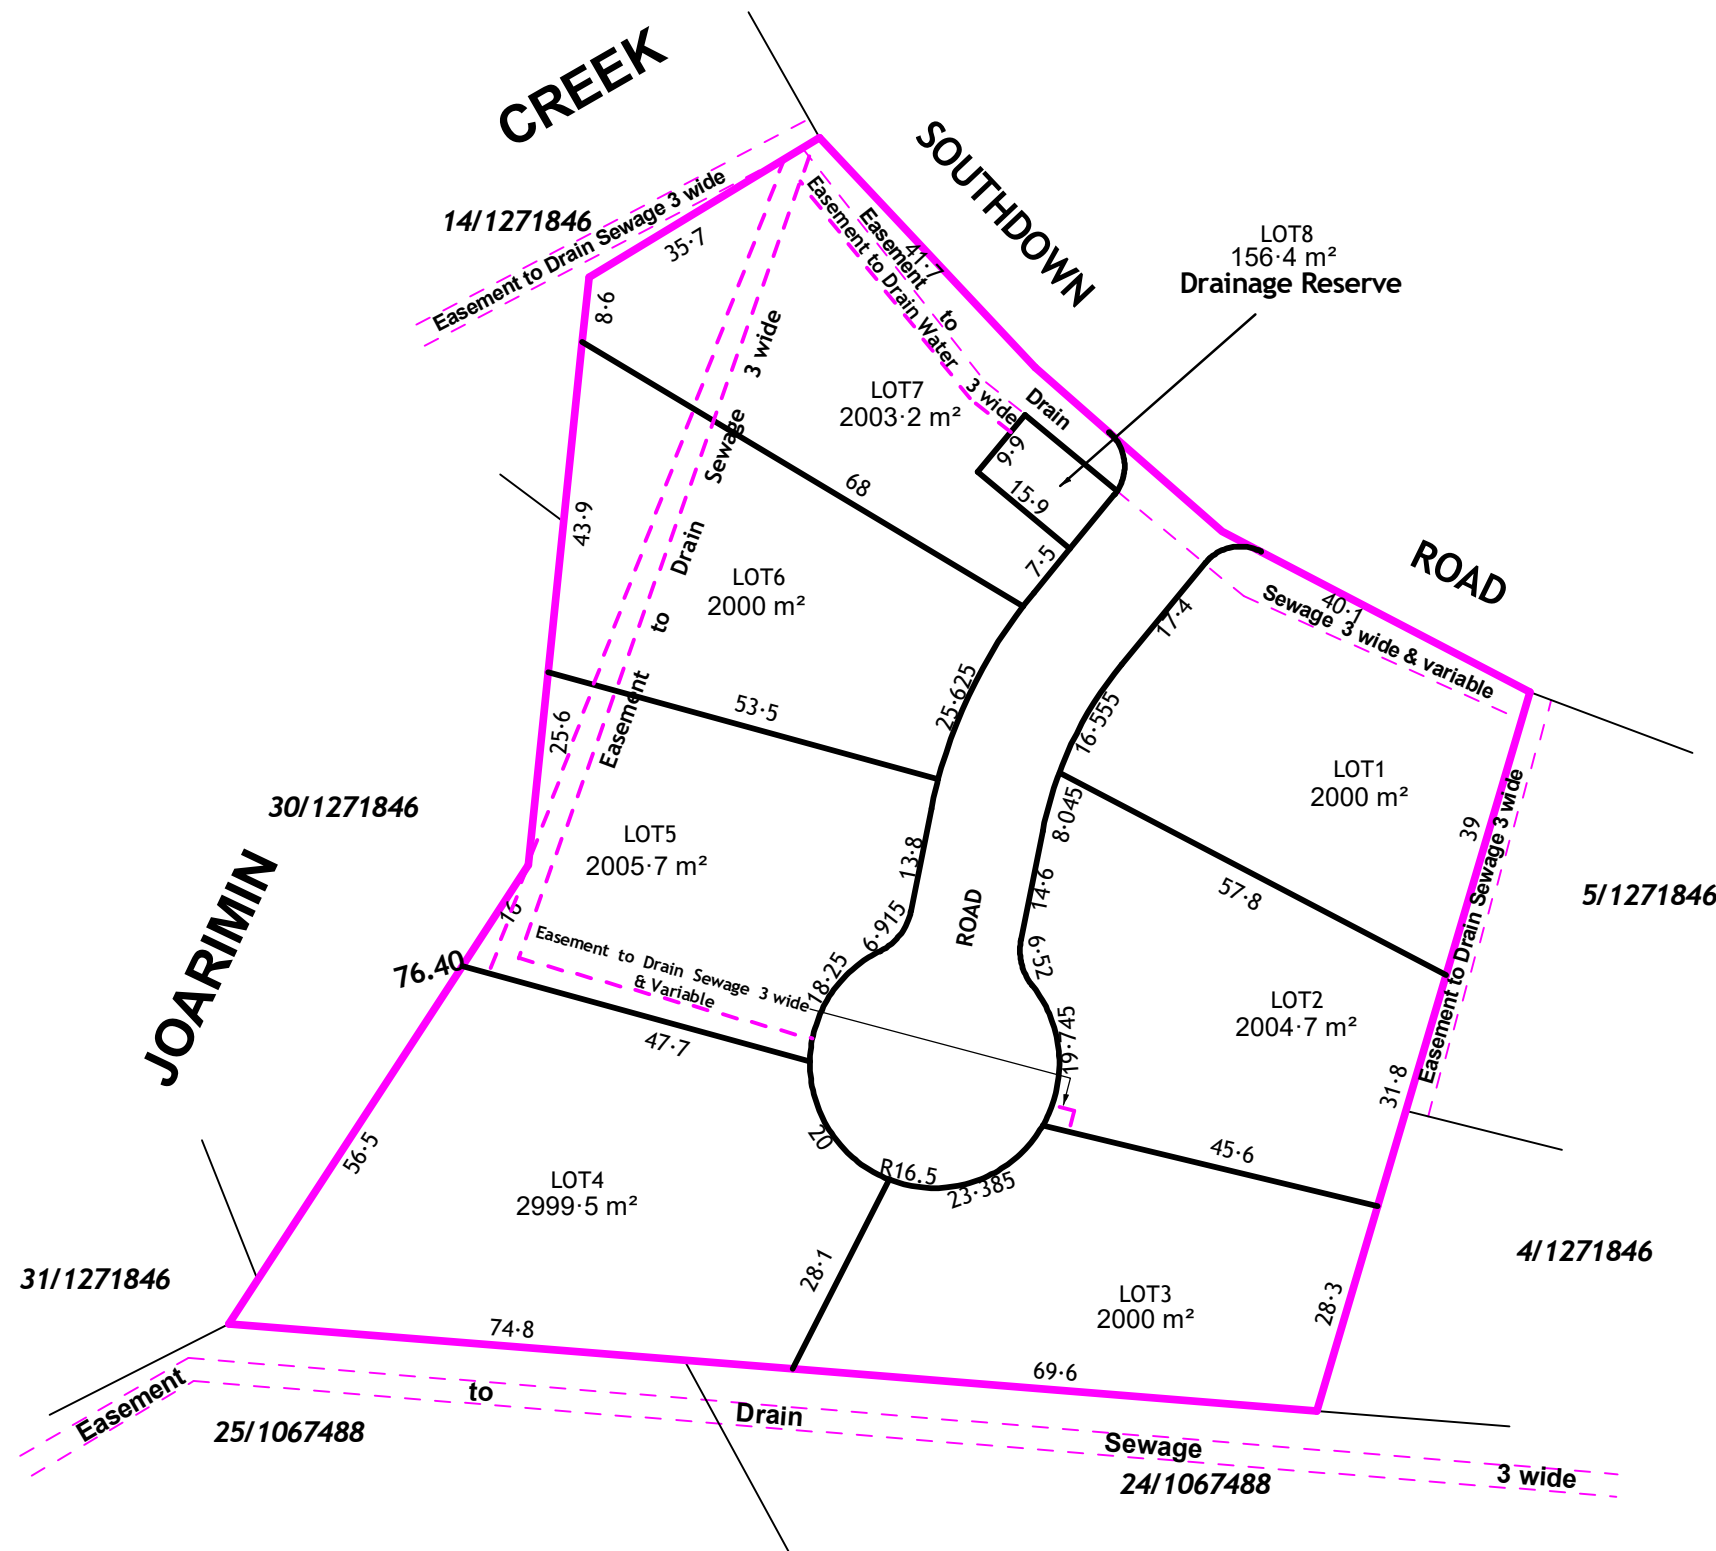 CREEK
SOUTHDOWN
ROAD
JOARIMIN
14/1271846
Easement to Drain Sewage 3 wide
35·7
8·6
41·7
Easement to Drain
Easement to Drain Water 3 wide
LOT8
156·4 m²
Drainage Reserve
LOT7
2003·2 m²
9·9
15·9
7·5
68
43·9
Easement to Drain Sewage 3 wide
LOT6
2000 m²
25·625
53·5
25·6
17·4
40·1
Sewage 3 wide & variable
16·555
LOT1
2000 m²
39
Easement to Drain Sewage 3 wide
5/1271846
30/1271846
LOT5
2005·7 m²
13·8
8·045
14·6
57·8
16
76.40
6·915
18·25
ROAD
6·52
Easement to Drain Sewage 3 wide
& Variable
47·7
19·745
LOT2
2004·7 m²
31·8
45·6
56·5
20
R16.5
23·385
LOT4
2999·5 m²
28·1
LOT3
2000 m²
28·3
4/1271846
31/1271846
74·8
69·6
Easement to Drain Sewage 3 wide
25/1067488
24/1067488